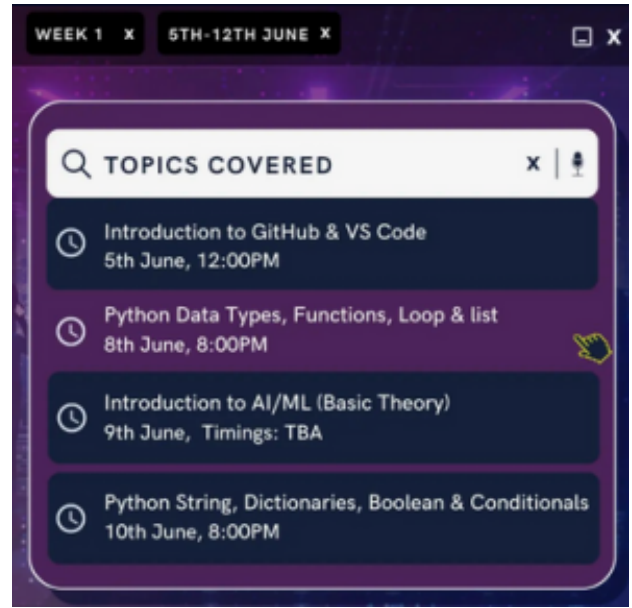 WEEK 1 X
5TH-12TH JUNE X
X
TOPICS COVERED X
Introduction to GitHub & VS Code
5th June, 12:00PM
Python Data Types, Functions, Loop & list
8th June, 8:00PM
Introduction to AI/ML (Basic Theory)
9th June, Timings: TBA
Python String, Dictionaries, Boolean & Conditionals
10th June, 8:00PM